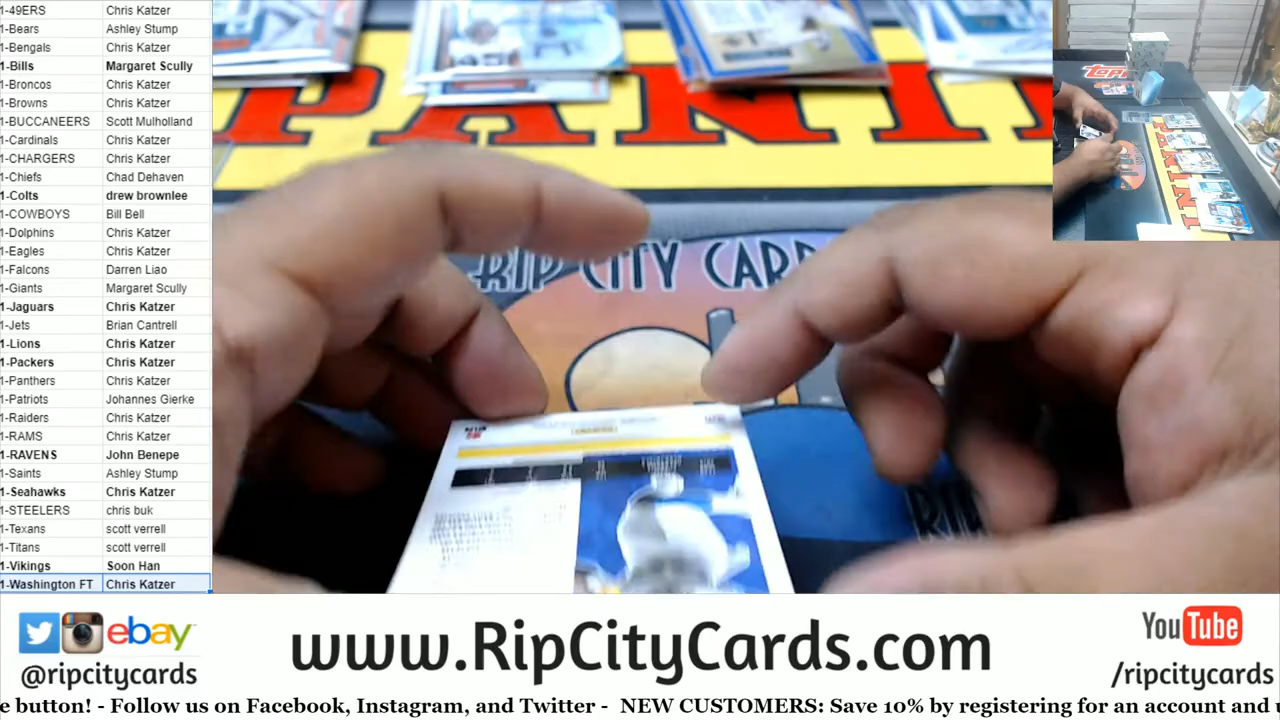 1-49ERS Chris Katzer
1-Bears Ashley Stump
1-Bengals Chris Katzer
1-Bills Margaret Scully
1-Broncos Chris Katzer
1-Browns Chris Katzer
1-BUCCANEERS Scott Mulholland
1-Cardinals Chris Katzer
1-CHARGERS Chris Katzer
1-Chiefs Chad Dehaven
1-Colts drew brownlee
1-COWBOYS Bill Bell
1-Dolphins Chris Katzer
1-Eagles Chris Katzer
1-Falcons Darren Liao
1-Giants Margaret Scully
1-Jaguars Chris Katzer
1-Jets Brian Cantrell
1-Lions Chris Katzer
1-Packers Chris Katzer
1-Panthers Chris Katzer
1-Patriots Johannes Gierke
1-Raiders Chris Katzer
1-RAMS Chris Katzer
1-RAVENS John Benepe
1-Saints Ashley Stump
1-Seahawks Chris Katzer
1-STEELERS chris buk
1-Texans scott verrell
1-Titans scott verrell
1-Vikings Soon Han
1-Washington FT Chris Katzer
PANINI
RIP CITY CARD
PANINI
ebay
@ripcitycards
www.RipCityCards.com
YouTube
/ripcitycards
e button! - Follow us on Facebook, Instagram, and Twitter - NEW CUSTOMERS: Save 10% by registering for an account and u